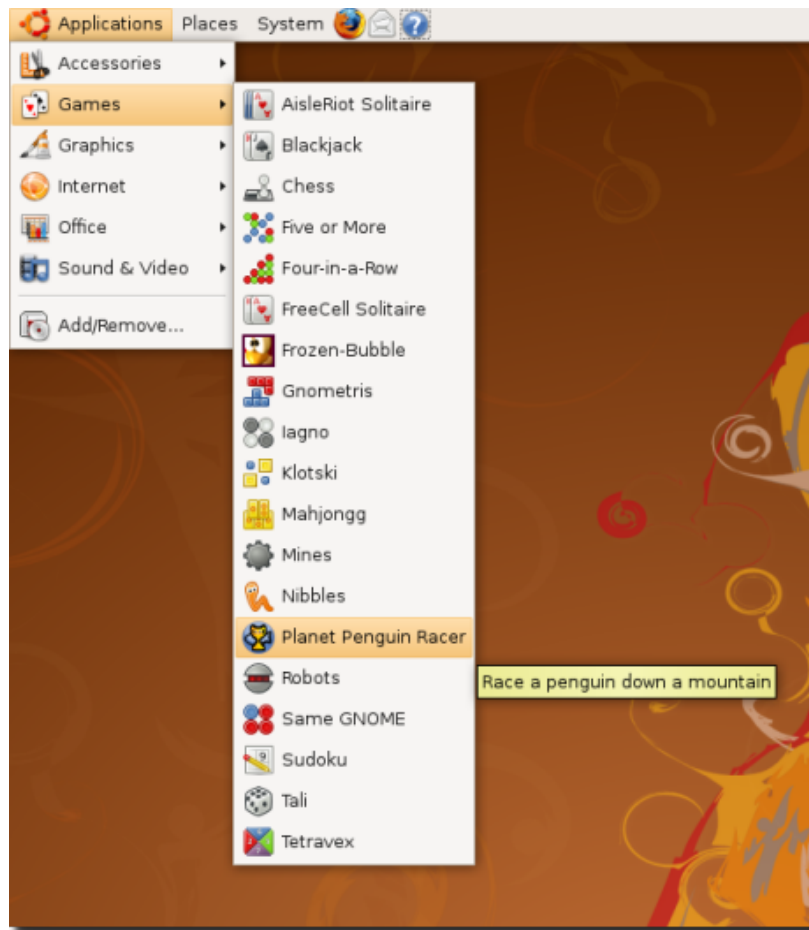 Applications Places System
Accessories
Games
Graphics
Internet
Office
Sound & Video
Add/Remove...
AisleRiot Solitaire
Blackjack
Chess
Five or More
Four-in-a-Row
FreeCell Solitaire
Frozen-Bubble
Gnometris
Iagno
Klotski
Mahjongg
Mines
Nibbles
Planet Penguin Racer
Robots
Same GNOME
Sudoku
Tali
Tetravex
Race a penguin down a mountain